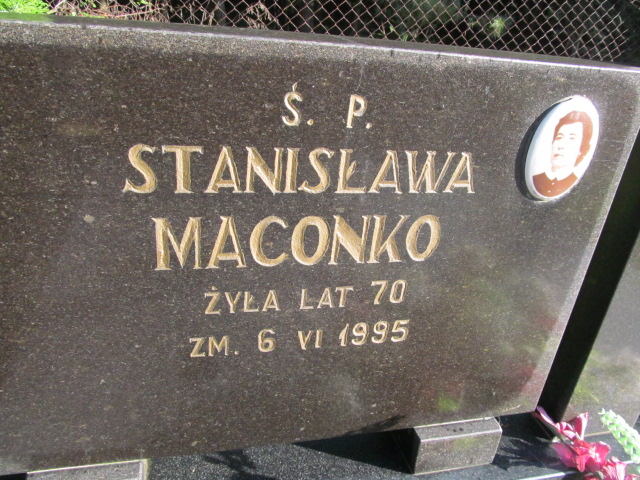 Ś. P.
STANISŁAWA
MACONKO
ŻYŁA LAT 70
ZM. 6 VI 1995